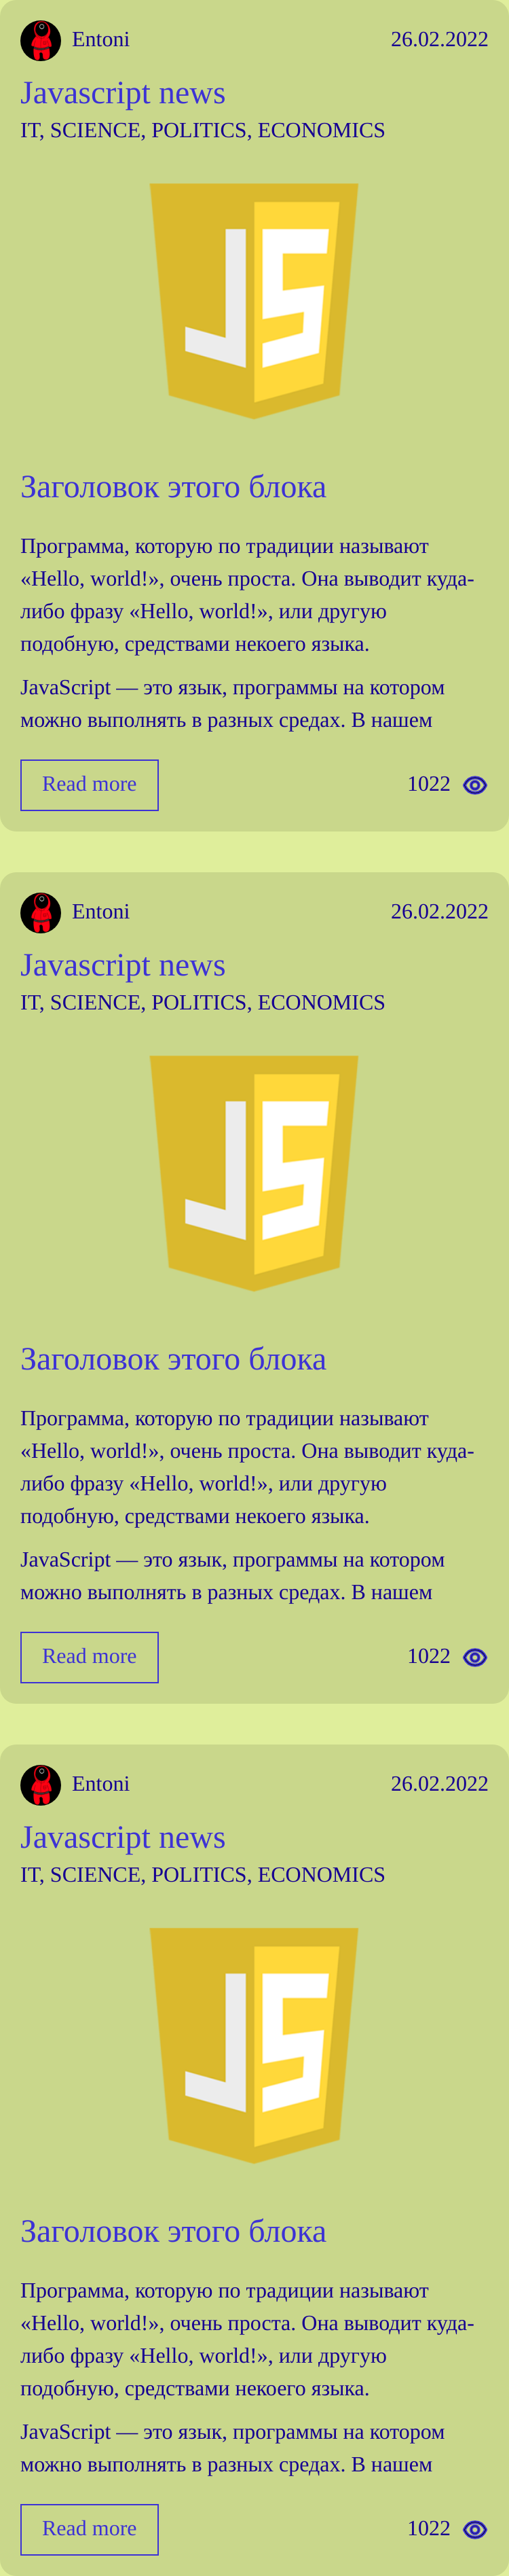 Entoni 26.02.2022
Javascript news
IT, SCIENCE, POLITICS, ECONOMICS
JS
Заголовок этого блока
Программа, которую по традиции называют
«Hello, world!», очень проста. Она выводит куда-
либо фразу «Hello, world!», или другую
подобную, средствами некоего языка.
JavaScript — это язык, программы на котором
можно выполнять в разных средах. В нашем
Read more 1022
Entoni 26.02.2022
Javascript news
IT, SCIENCE, POLITICS, ECONOMICS
JS
Заголовок этого блока
Программа, которую по традиции называют
«Hello, world!», очень проста. Она выводит куда-
либо фразу «Hello, world!», или другую
подобную, средствами некоего языка.
JavaScript — это язык, программы на котором
можно выполнять в разных средах. В нашем
Read more 1022
Entoni 26.02.2022
Javascript news
IT, SCIENCE, POLITICS, ECONOMICS
JS
Заголовок этого блока
Программа, которую по традиции называют
«Hello, world!», очень проста. Она выводит куда-
либо фразу «Hello, world!», или другую
подобную, средствами некоего языка.
JavaScript — это язык, программы на котором
можно выполнять в разных средах. В нашем
Read more 1022